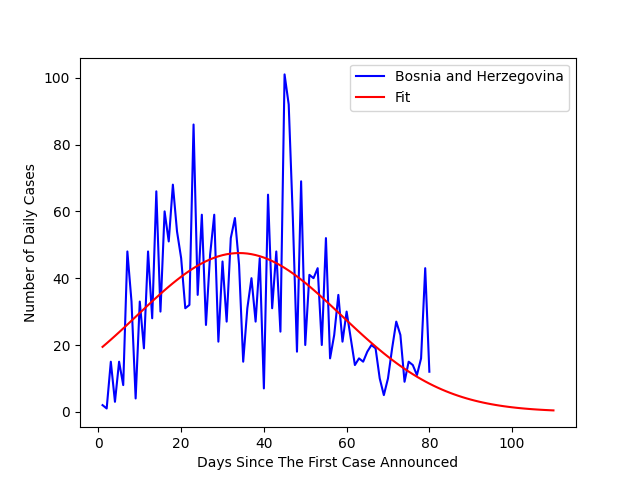 Bosnia and Herzegovina
Fit
100
80
60
40
20
0
Number of Daily Cases
0 20 40 60 80 100
Days Since The First Case Announced